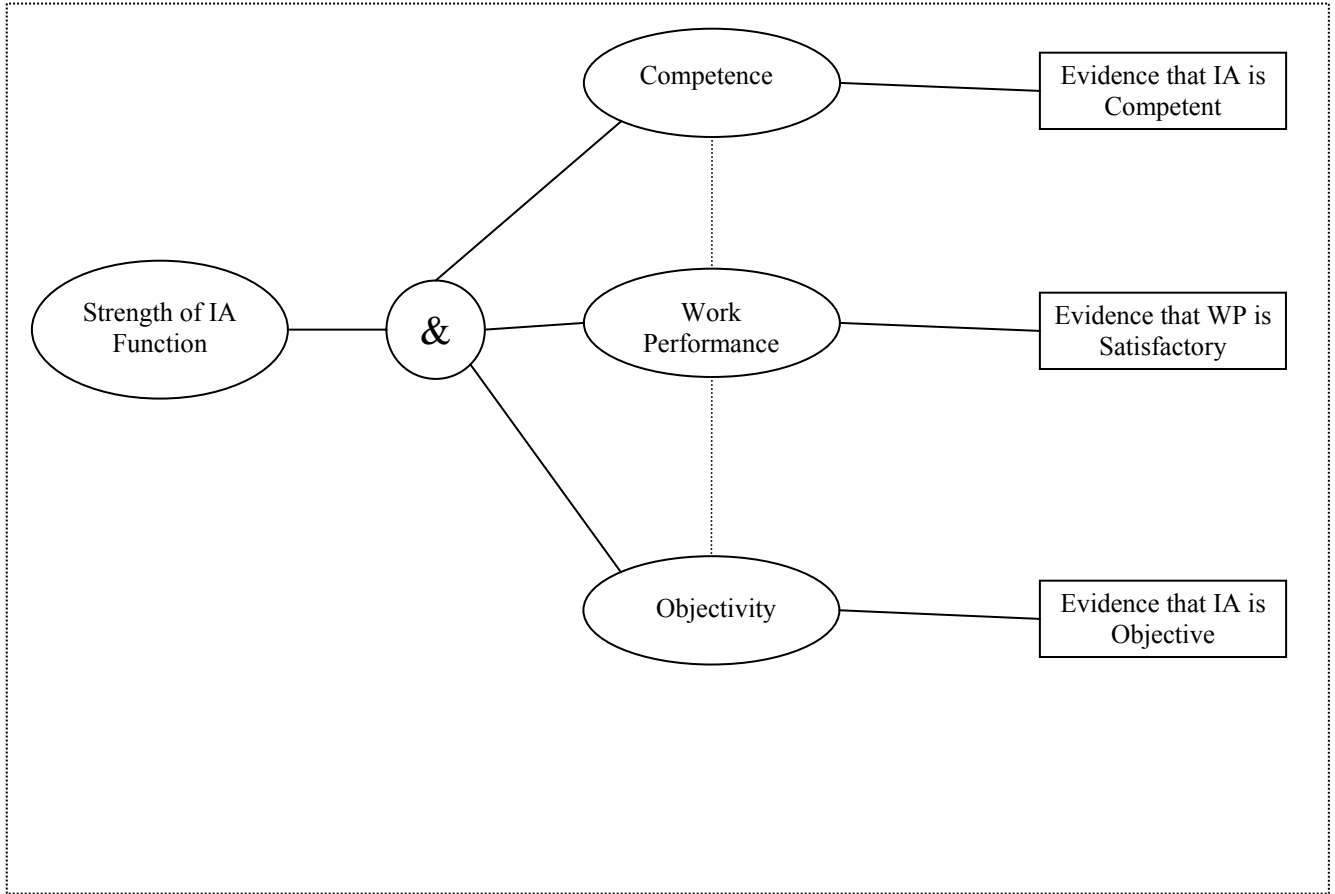 Competence
Evidence that IA is
Competent
Strength of IA
Function
&
Work
Performance
Evidence that WP is
Satisfactory
Objectivity
Evidence that IA is
Objective